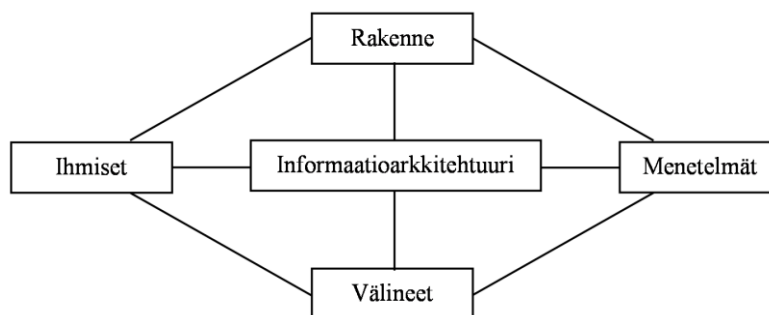 Rakenne
Ihmiset
Informaatioarkkitehtuuri
Menetelmät
Välineet